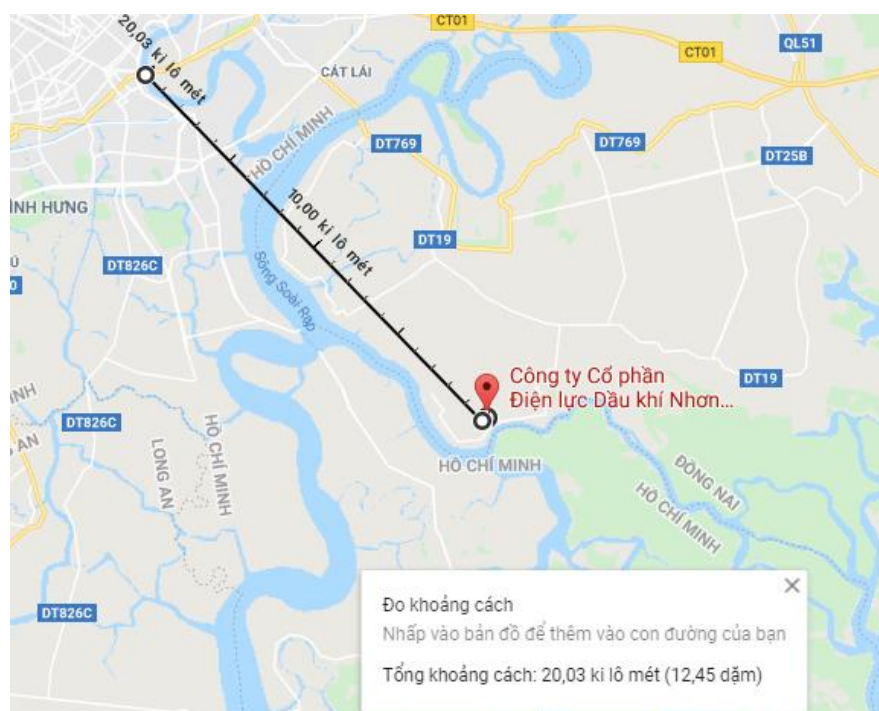 CT01
QL51
20,03 ki lô mét
CT01
CÁT LÁI
HỒ CHÍ MINH
DT769
DT769
DT25B
10,00 ki lô mét
ÌNH HƯNG
DT19
DT826C
Sông Soài Rạp
Công ty Cổ phần
Điện lực Dầu khí Nhơn...
DT19
DT826C
HỒ CHÍ MINH
LONG AN
HỒ CHÍ MINH
ĐỒNG NAI
HỒ CHÍ MINH
DT826C
Đo khoảng cách
Nhấp vào bản đồ để thêm vào con đường của bạn
Tổng khoảng cách: 20,03 ki lô mét (12,45 dặm)